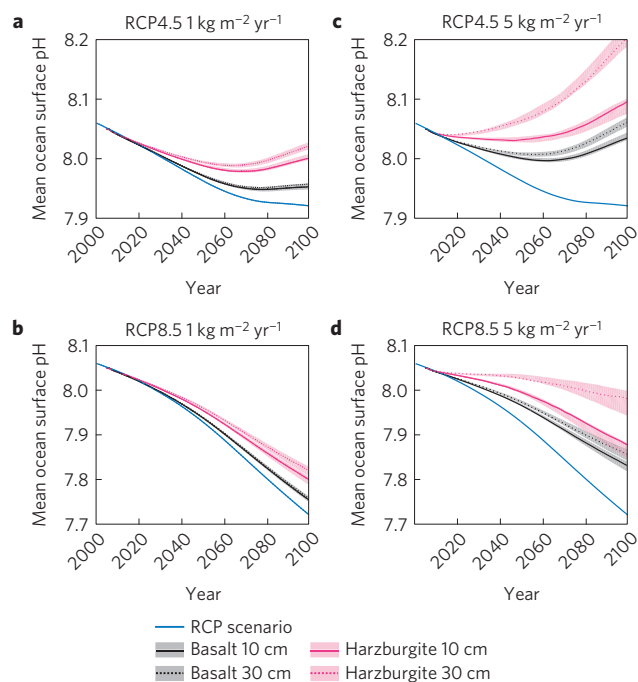 a RCP4.5 1 kg m⁻² yr⁻¹
Mean ocean surface pH
8.2
8.1
8.0
7.9
2000 2020 2040 2060 2080 2100
Year
c RCP4.5 5 kg m⁻² yr⁻¹
Mean ocean surface pH
8.2
8.1
8.0
7.9
2020 2040 2060 2080 2100
Year
b RCP8.5 1 kg m⁻² yr⁻¹
Mean ocean surface pH
8.1
8.0
7.9
7.8
7.7
2000 2020 2040 2060 2080 2100
Year
d RCP8.5 5 kg m⁻² yr⁻¹
Mean ocean surface pH
8.1
8.0
7.9
7.8
7.7
2020 2040 2060 2080 2100
Year
RCP scenario
Basalt 10 cm Harzburgite 10 cm
Basalt 30 cm Harzburgite 30 cm